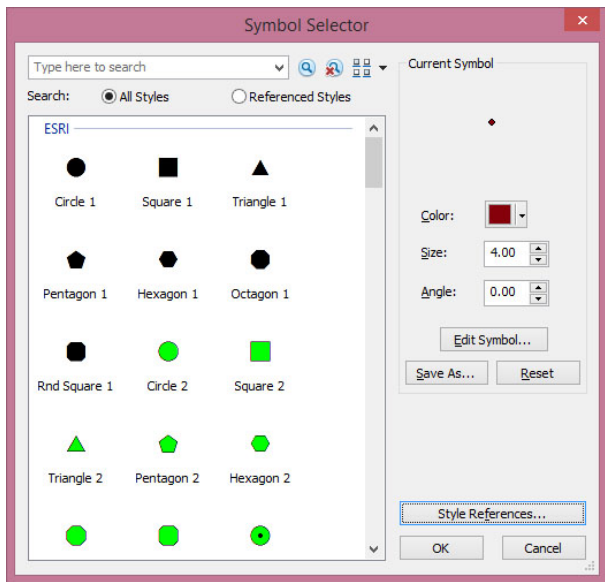 Symbol Selector
Type here to search
Search: All Styles Referenced Styles
ESRI
Circle 1 Square 1 Triangle 1
Pentagon 1 Hexagon 1 Octagon 1
Rnd Square 1 Circle 2 Square 2
Triangle 2 Pentagon 2 Hexagon 2
Current Symbol
Color:
Size: 4.00
Angle: 0.00
Edit Symbol...
Save As... Reset
Style References...
OK Cancel